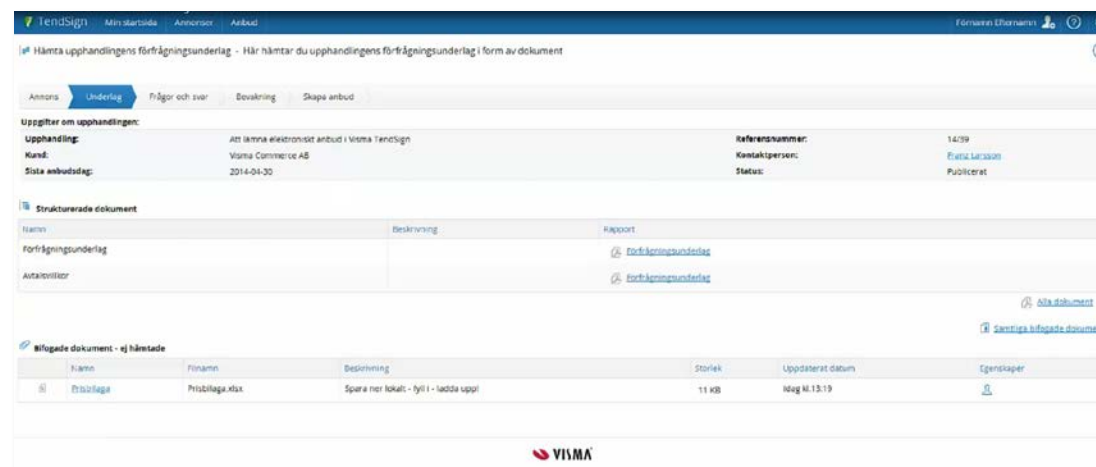 TendSign Min startsida Annonser Anbud Förnamn Efternamn
Hämta upphandlingens förfrågningsunderlag - Här hämtar du upphandlingens förfrågningsunderlag i form av dokument
Annons Underlag Frågor och svar Bevakning Skapa anbud
Uppgifter om upphandlingen:
Upphandling: Att lämna elektroniskt anbud i Visma TendSign Referensnummer: 14/39
Kund: Visma Commerce AB Kontaktperson: Franz Larsson
Sista anbudsdag: 2014-04-30 Status: Publicerat
Strukturerade dokument
Namn Beskrivning Rapport
Förfrågningsunderlag Förfrågningsunderlag
Avtalsvillkor Förfrågningsunderlag
Alla dokument
Samtliga bifogade dokume
Bifogade dokument - ej hämtade
Namn Filnamn Beskrivning Storlek Uppdaterat datum Egenskaper
Prisbilaga Prisbilaga.xlsx Spara ner lokalt - fyll i - ladda upp! 11 KB Idag kl.13:19
VISMA